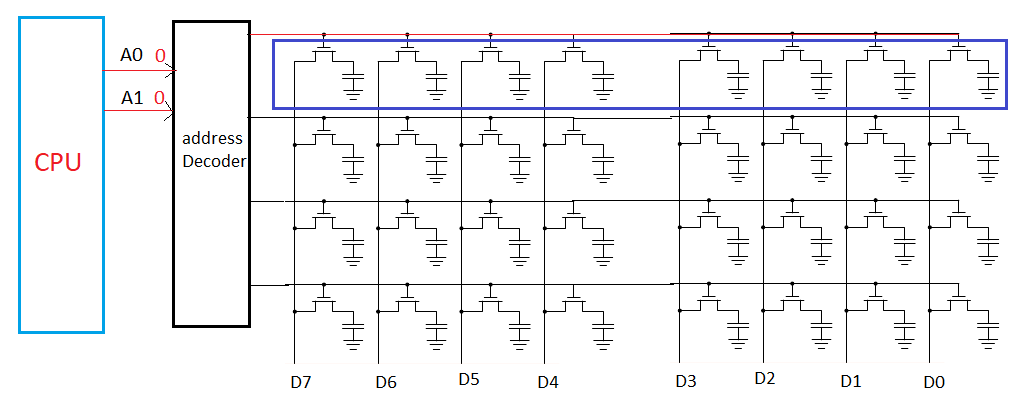 A0 0
A1 0
CPU
address
Decoder
D7 D6 D5 D4 D3 D2 D1 D0